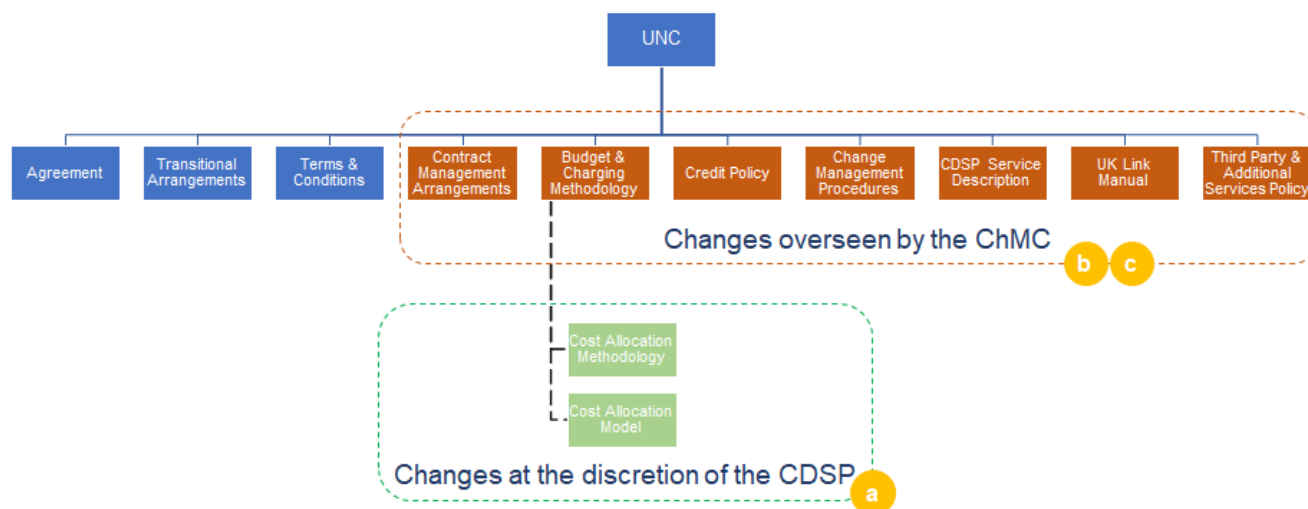 UNC
Agreement
Transitional
Arrangements
Terms &
Conditions
Contract
Management
Arrangements
Budget &
Charging
Methodology
Credit Policy
Change
Management
Procedures
CDSP Service
Description
UK Link
Manual
Third Party &
Additional
Services Policy
Changes overseen by the ChMC
b
c
Cost Allocation
Methodology
Cost Allocation
Model
Changes at the discretion of the CDSP
a